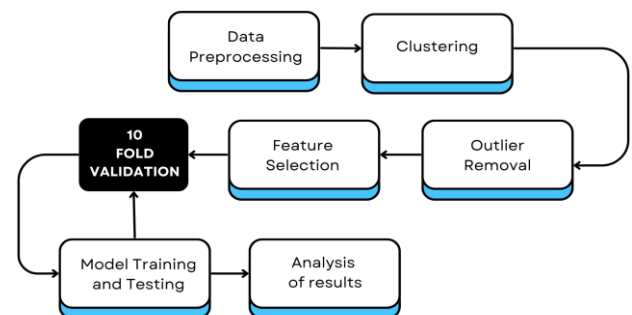 Data
Preprocessing
Clustering
Outlier
Removal
Feature
Selection
10
FOLD
VALIDATION
Model Training
and Testing
Analysis
of results